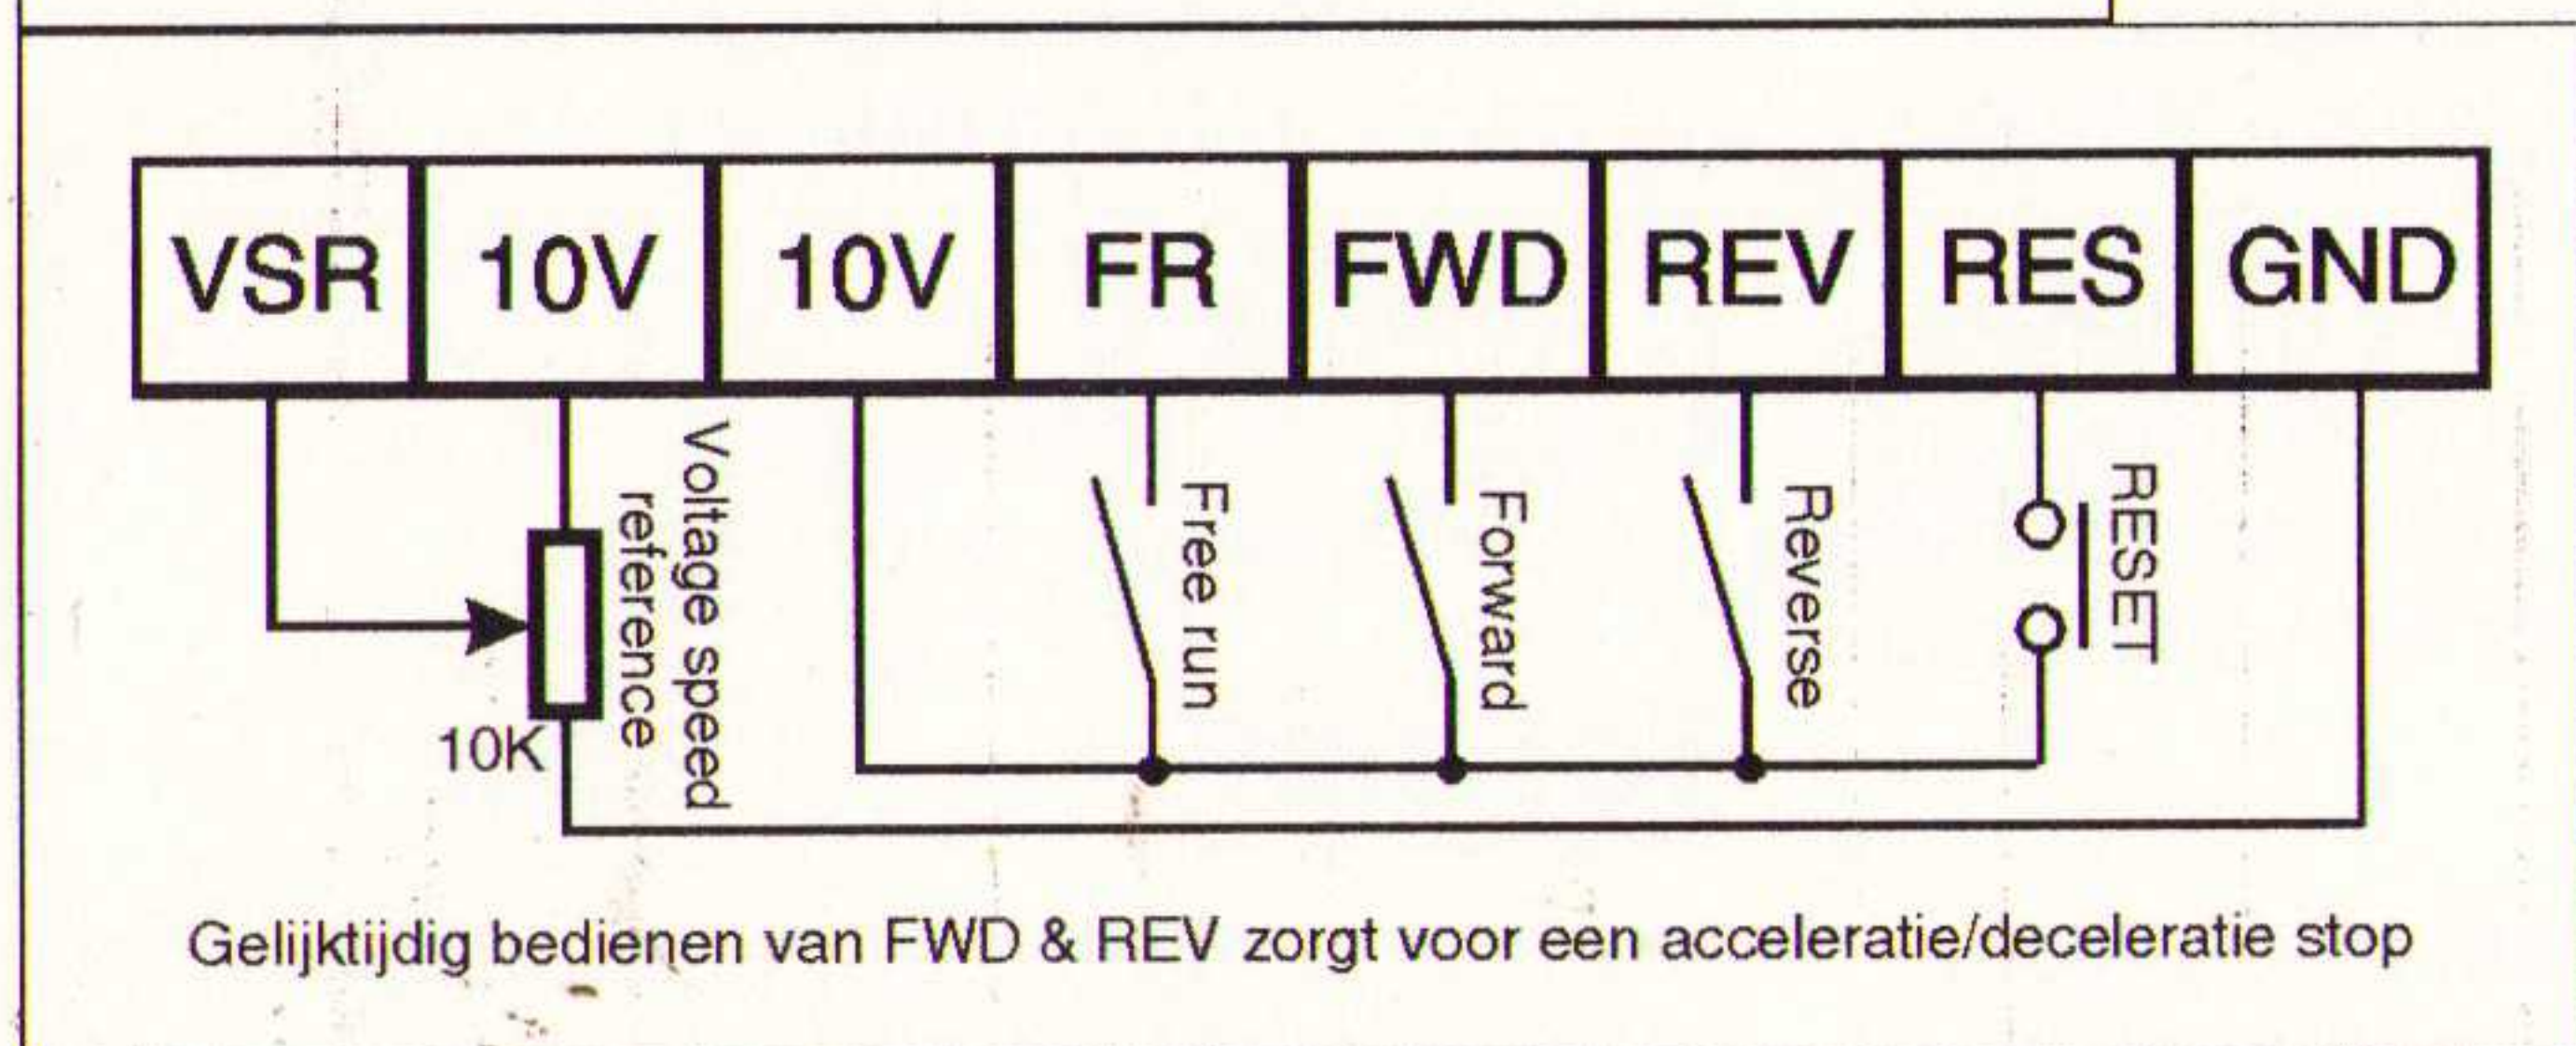 VSR 10V 10V FR FWD REV RES GND
Voltage speed
reference
10K
Free run
Forward
Reverse
RESET
Gelijktijdig bedienen van FWD & REV zorgt voor een acceleratie/deceleratie stop